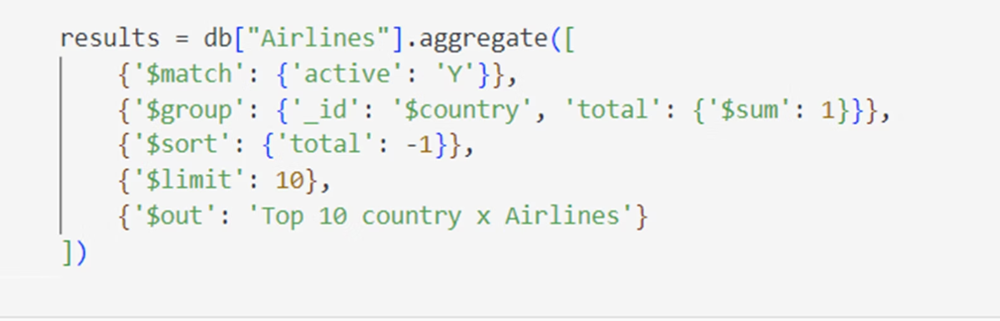 results = db["Airlines"].aggregate([
    {'$match': {'active': 'Y'}},
    {'$group': {'_id': '$country', 'total': {'$sum': 1}}},
    {'$sort': {'total': -1}},
    {'$limit': 10},
    {'$out': 'Top 10 country x Airlines'}
])